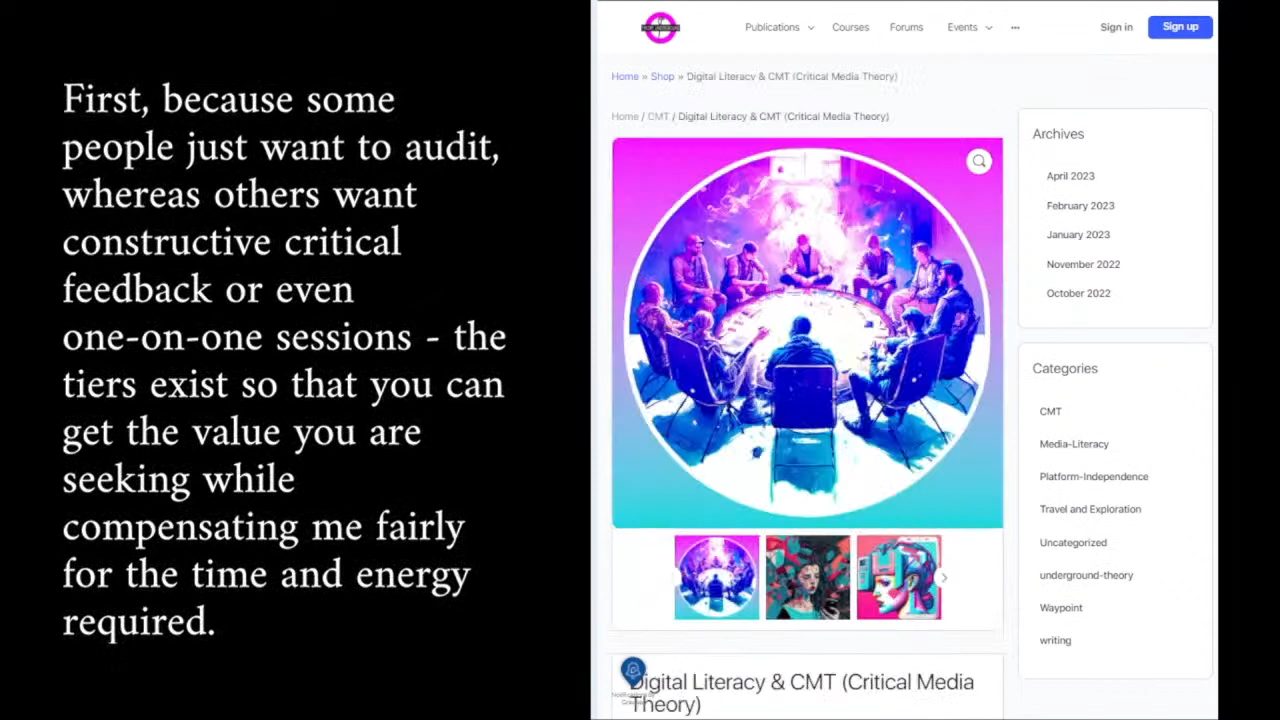 First, because some
people just want to audit,
whereas others want
constructive critical
feedback or even
one-on-one sessions - the
tiers exist so that you can
get the value you are
seeking while
compensating me fairly
for the time and energy
required.
Publications Courses Forums Events Sign in Sign up
Home » Shop » Digital Literacy & CMT (Critical Media Theory)
Home / CMT / Digital Literacy & CMT (Critical Media Theory)
Archives
April 2023
February 2023
January 2023
November 2022
October 2022
Categories
CMT
Media-Literacy
Platform-Independence
Travel and Exploration
Uncategorized
underground-theory
Waypoint
writing
Digital Literacy & CMT (Critical Media
Theory)